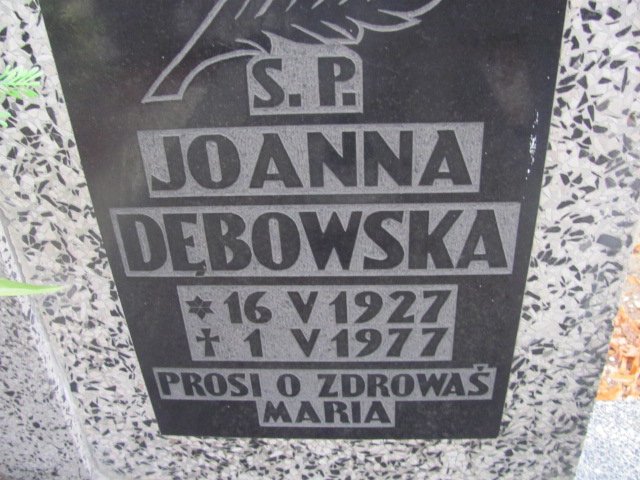 S. P.
JOANNA
DĘBOWSKA
✶ 16 V 1927
† 1 V 1977
PROSI O ZDROWAŚ
MARIA